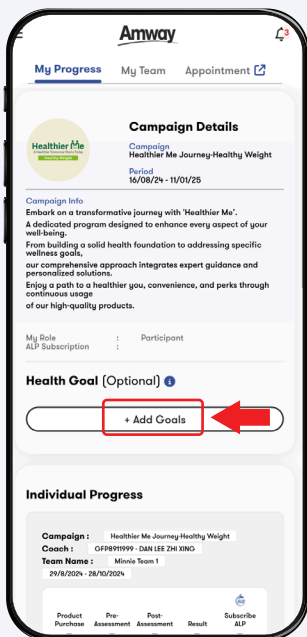 Amway
3
My Progress My Team Appointment
Healthier Me
A Healthier Tomorrow Starts Today
Healthy Weight
Campaign Details
Campaign
Healthier Me Journey-Healthy Weight
Period
16/08/24 - 11/01/25
Campaign Info
Embark on a transformative journey with 'Healthier Me'.
A dedicated program designed to enhance every aspect of your
well-being.
From building a solid health foundation to addressing specific
wellness goals,
our comprehensive approach integrates expert guidance and
personalized solutions.
Enjoy a path to a healthier you, convenience, and perks through
continuous usage
of our high-quality products.
My Role : Participant
ALP Subscription :
Health Goal (Optional) i
+ Add Goals
Individual Progress
Campaign : Healthier Me Journey-Healthy Weight
Coach : GFP8911999 - DAN LEE ZHI XING
Team Name : Minnie Team 1
29/8/2024 - 28/10/2024
Product Pre- Post- Subscribe
Purchase Assessment Assessment Result ALP